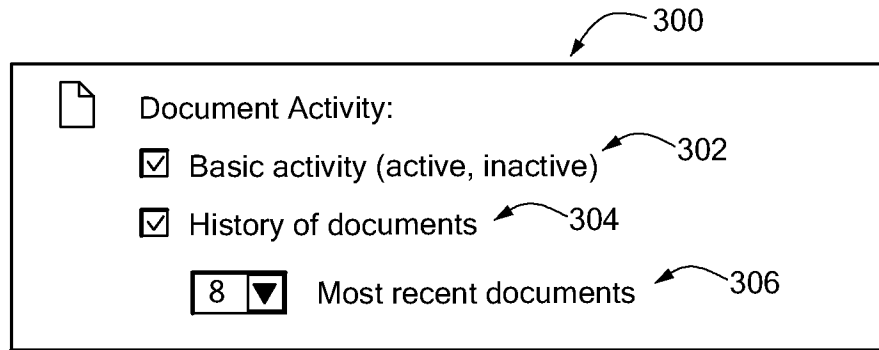 300
Document Activity:
Basic activity (active, inactive) 302
History of documents 304
8 Most recent documents 306